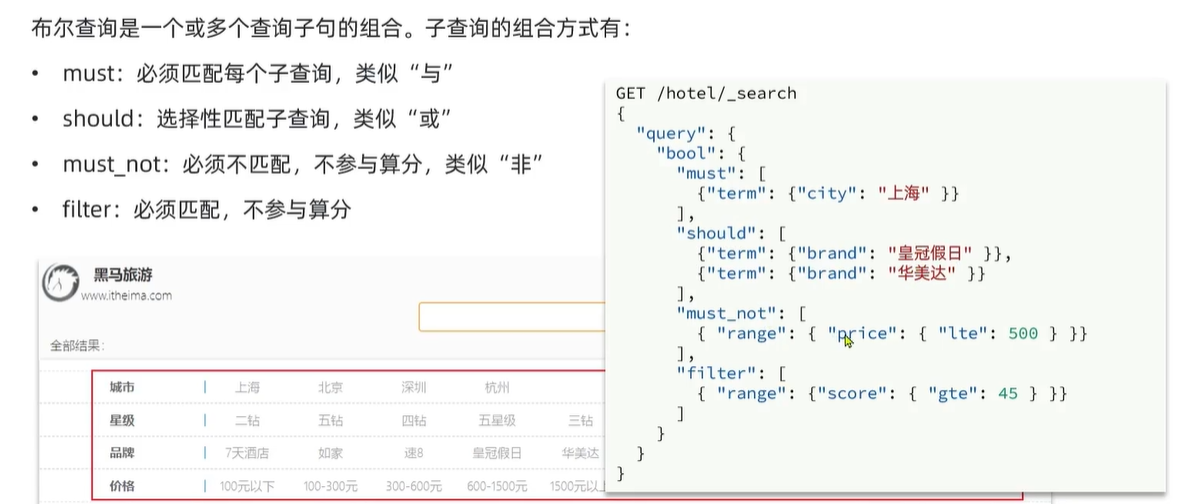 布尔查询是一个或多个查询子句的组合。子查询的组合方式有：
• must：必须匹配每个子查询，类似“与”
• should：选择性匹配子查询，类似“或”
• must_not：必须不匹配，不参与算分，类似“非”
• filter：必须匹配，不参与算分
黑马旅游
www.itheima.com
全部结果：
城市 | 上海 北京 深圳 杭州
星级 | 二钻 五钻 四钻 五星级 三钻
品牌 | 7天酒店 如家 速8 皇冠假日 华美达
价格 | 100元以下 100-300元 300-600元 600-1500元 1500元以上
GET /hotel/_search
{
  "query": {
    "bool": {
      "must": [
        {"term": {"city": "上海" }}
      ],
      "should": [
        {"term": {"brand": "皇冠假日" }},
        {"term": {"brand": "华美达" }}
      ],
      "must_not": [
        { "range": { "price": { "lte": 500 } }}
      ],
      "filter": [
        { "range": {"score": { "gte": 45 } }}
      ]
    }
  }
}